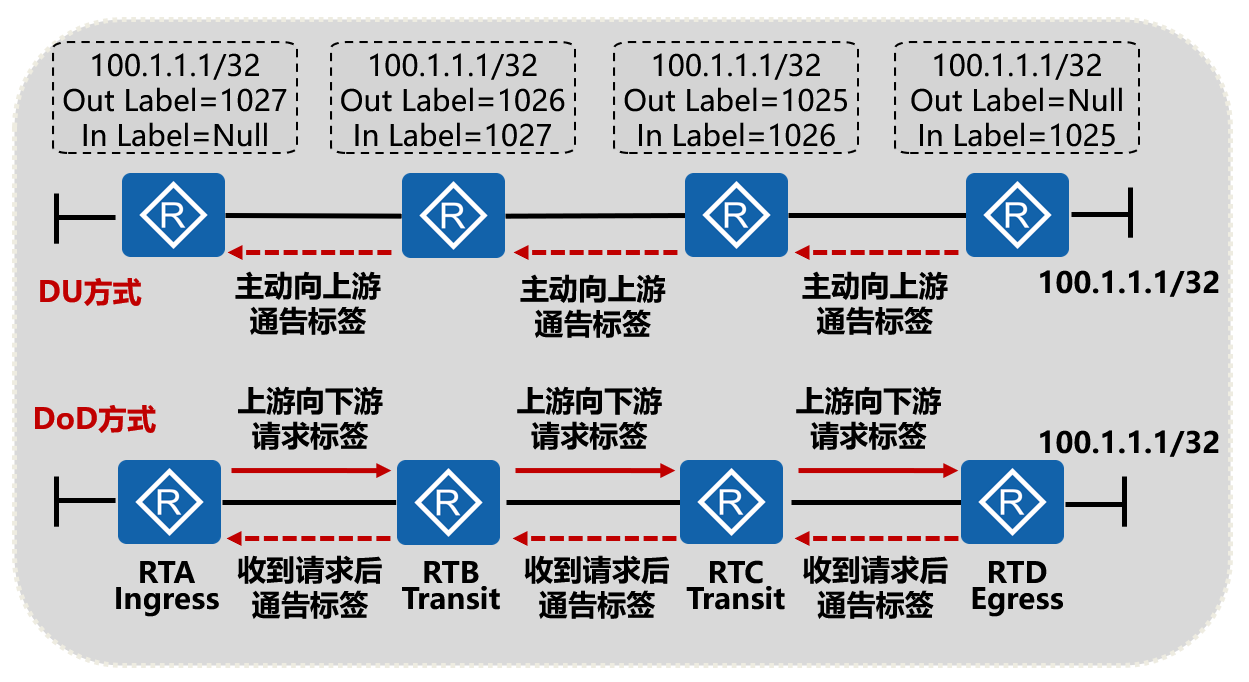 100.1.1.1/32
Out Label=1027
In Label=Null
100.1.1.1/32
Out Label=1026
In Label=1027
100.1.1.1/32
Out Label=1025
In Label=1026
100.1.1.1/32
Out Label=Null
In Label=1025
R
R
R
R
DU方式
主动向上游
通告标签
主动向上游
通告标签
主动向上游
通告标签
100.1.1.1/32
DoD方式
上游向下游
请求标签
上游向下游
请求标签
上游向下游
请求标签
100.1.1.1/32
R
R
R
R
RTA
Ingress
收到请求后
通告标签
RTB
Transit
收到请求后
通告标签
RTC
Transit
收到请求后
通告标签
RTD
Egress